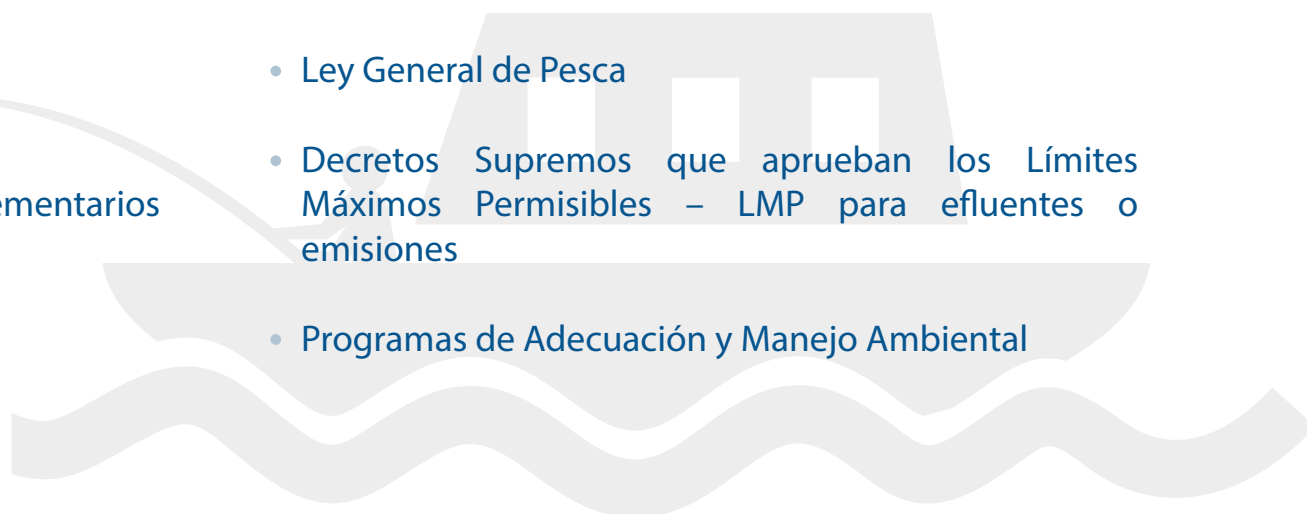 • Ley General de Pesca
• Decretos Supremos que aprueban los Límites
Máximos Permisibles – LMP para efluentes o
emisiones
• Programas de Adecuación y Manejo Ambiental
ementarios